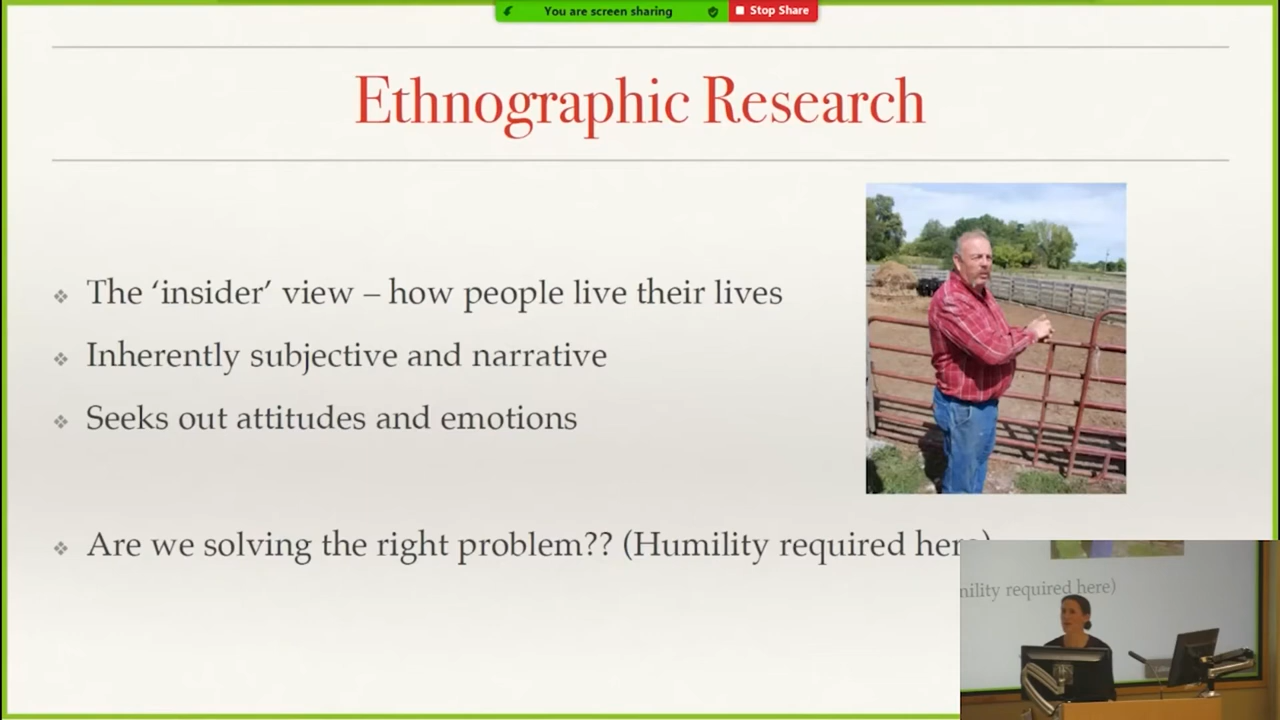 You are screen sharing
Stop Share
Ethnographic Research
The ‘insider’ view – how people live their lives
Inherently subjective and narrative
Seeks out attitudes and emotions
Are we solving the right problem?? (Humility required here)
mility required here)